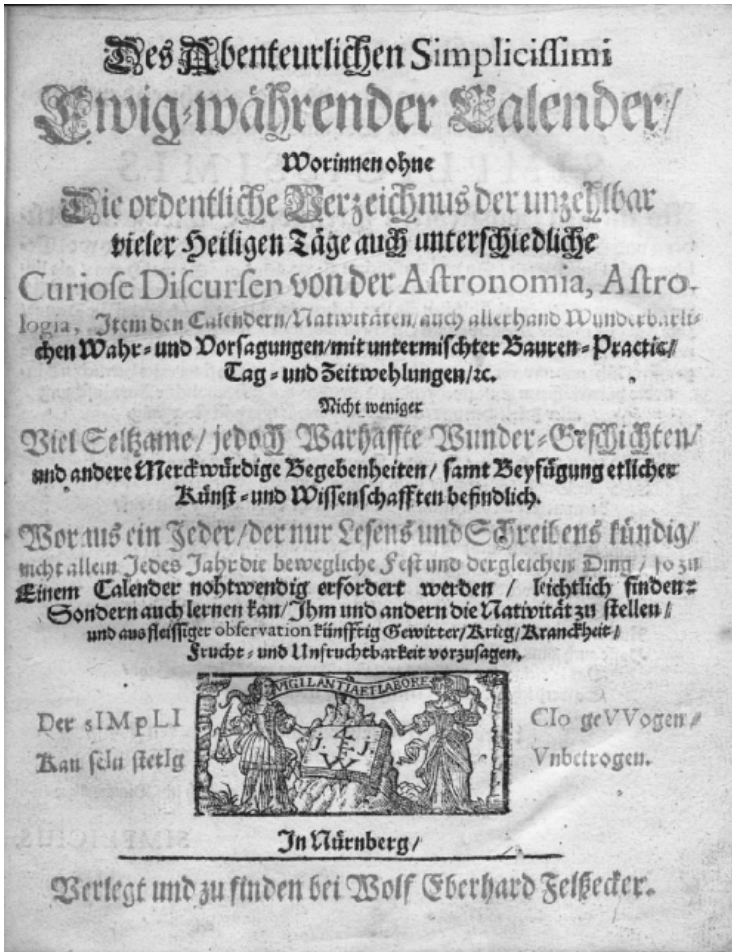 Des Abenteurlichen Simplicissimi
Ewig-währender Calender/
Worinnen ohne
Die ordentliche Verzeichnus der unzehlbar
vieler Heiligen Täge auch unterschiedliche
Curiose Discursen von der Astronomia, Astro-
logia, Item den Calendern/Nativitäten/auch allerhand Wunderbarli-
chen Wahr- und Vorsagungen/mit untermischter Bauren-Practic/
Tag- und Zeitwehlungen/ꝛc.
Nicht weniger
Viel Seltzame/ jedoch Warhaffte Wunder-Geschichten/
und andere Merckwürdige Begebenheiten/ samt Beyfügung etlicher
Künst- und Wissenschafften befindlich.
Woraus ein Jeder/der nur Lesens und Schreibens kündig/
nicht allein Jedes Jahr die bewegliche Fest und dergleichen Ding/ so zu
Einem Calender nohtwendig erfordert werden / leichtlich finden:
Sondern auch lernen kan/Ihm und andern die Nativität zu stellen/
und aus fleissiger observation künfftig Gewitter/Krieg/Kranckheit/
Frucht- und Unfruchtbarkeit vorzusagen.
VIGILANTIA ET LABORE
Der sIMpLI CIo geVVogen/
Kan seIn stetIg Vnbetrogen.
J. 4 F. J.
W
In Nürnberg/
Verlegt und zu finden bei Wolf Eberhard Felßecker.